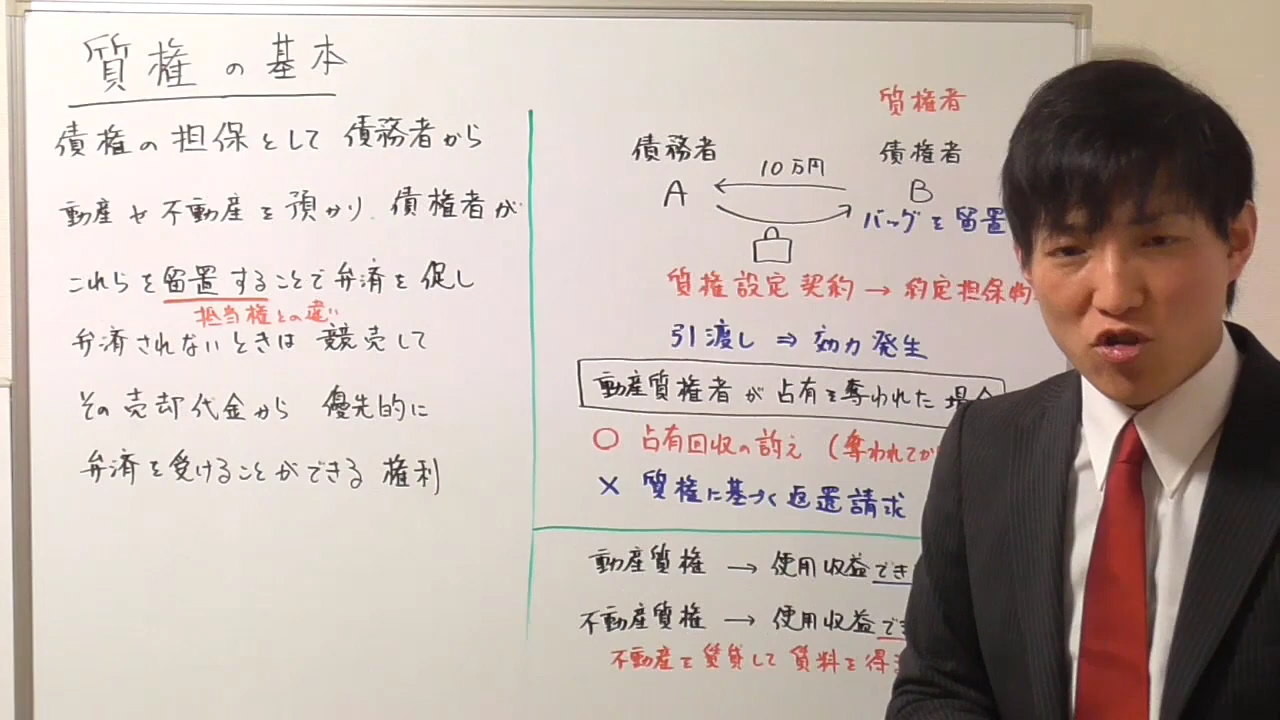 質権の基本
債権の担保として債務者から
動産や不動産を預かり、債権者が
これらを留置することで弁済を促し
抵当権との違い
弁済されないときは競売して
その売却代金から優先的に
弁済を受けることができる権利
質権者
債務者
債権者
10万円
A
B
バッグを留置
質権設定契約→約定担保物
引渡し⇒効力発生
動産質権者が占有を奪われた場合
○ 占有回収の訴え(奪われてか
× 質権に基づく返還請求
動産質権→使用収益でき
不動産質権→使用収益でき
不動産を賃貸して賃料を得